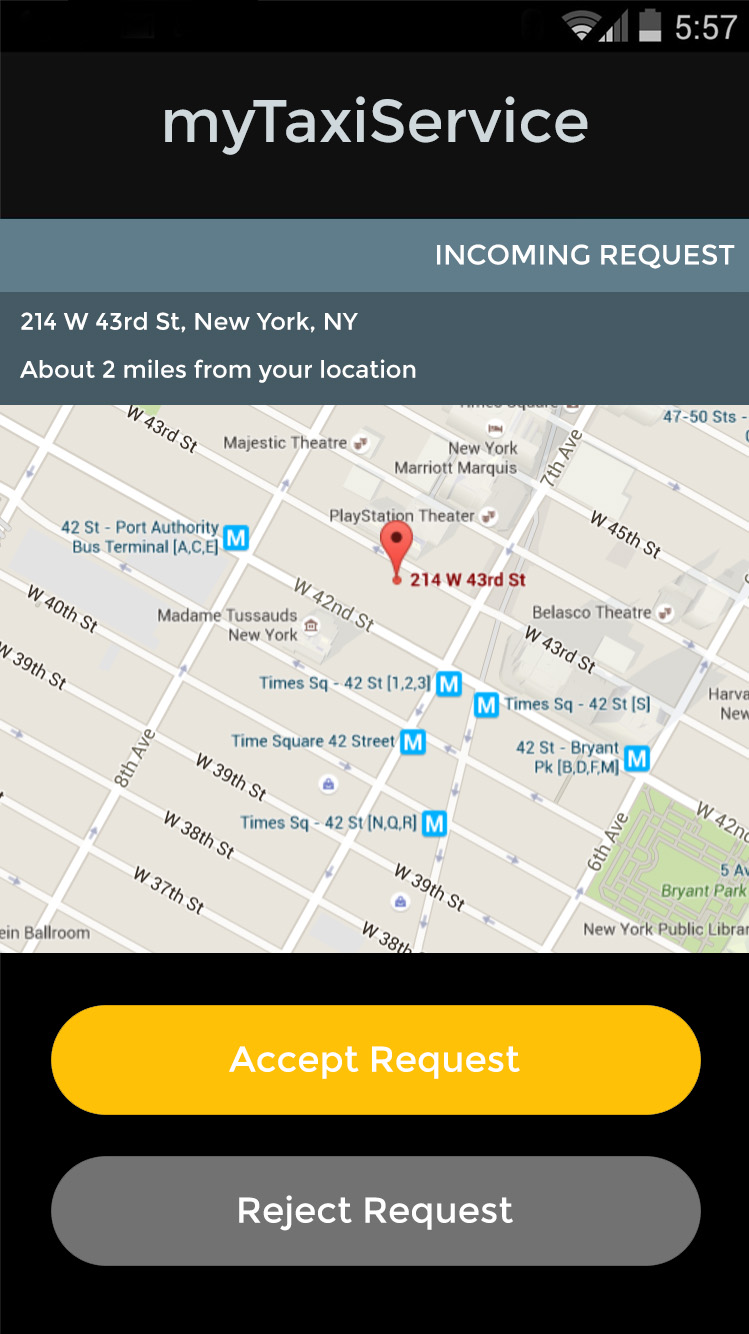 5:57
myTaxiService
INCOMING REQUEST
214 W 43rd St, New York, NY
About 2 miles from your location
W 43rd St
Majestic Theatre
New York
Marriott Marquis
7th Ave
47-50 Sts -
PlayStation Theater
W 45th St
42 St - Port Authority
Bus Terminal [A,C,E]
M
214 W 43rd St
W 40th St
W 42nd St
Madame Tussauds
New York
Belasco Theatre
W 43rd St
W 39th St
Times Sq - 42 St [1,2,3]
M
M
Times Sq - 42 St [S]
Harva
New
Time Square 42 Street
M
42 St - Bryant
Pk [B,D,F,M]
M
8th Ave
W 39th St
W 38th St
Times Sq - 42 St [N,Q,R]
M
6th Ave
W 42nd
W 37th St
W 39th St
5 Av
Bryant Park
ein Ballroom
W 38th
New York Public Librar
Accept Request
Reject Request